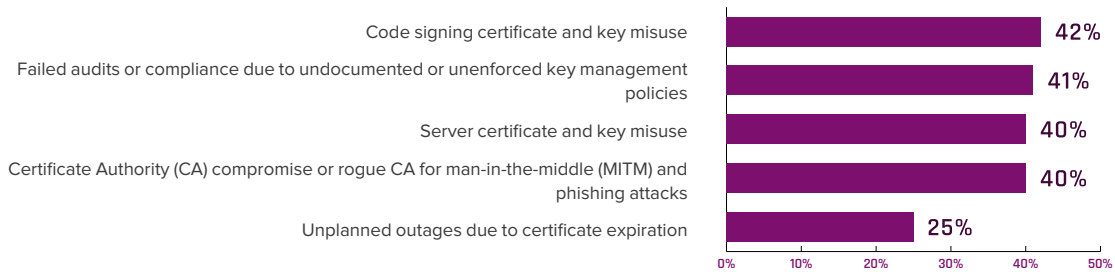 Code signing certificate and key misuse
42%
Failed audits or compliance due to undocumented or unenforced key management
policies
41%
Server certificate and key misuse
40%
Certificate Authority (CA) compromise or rogue CA for man-in-the-middle (MITM) and
phishing attacks
40%
Unplanned outages due to certificate expiration
25%
0% 10% 20% 30% 40% 50%